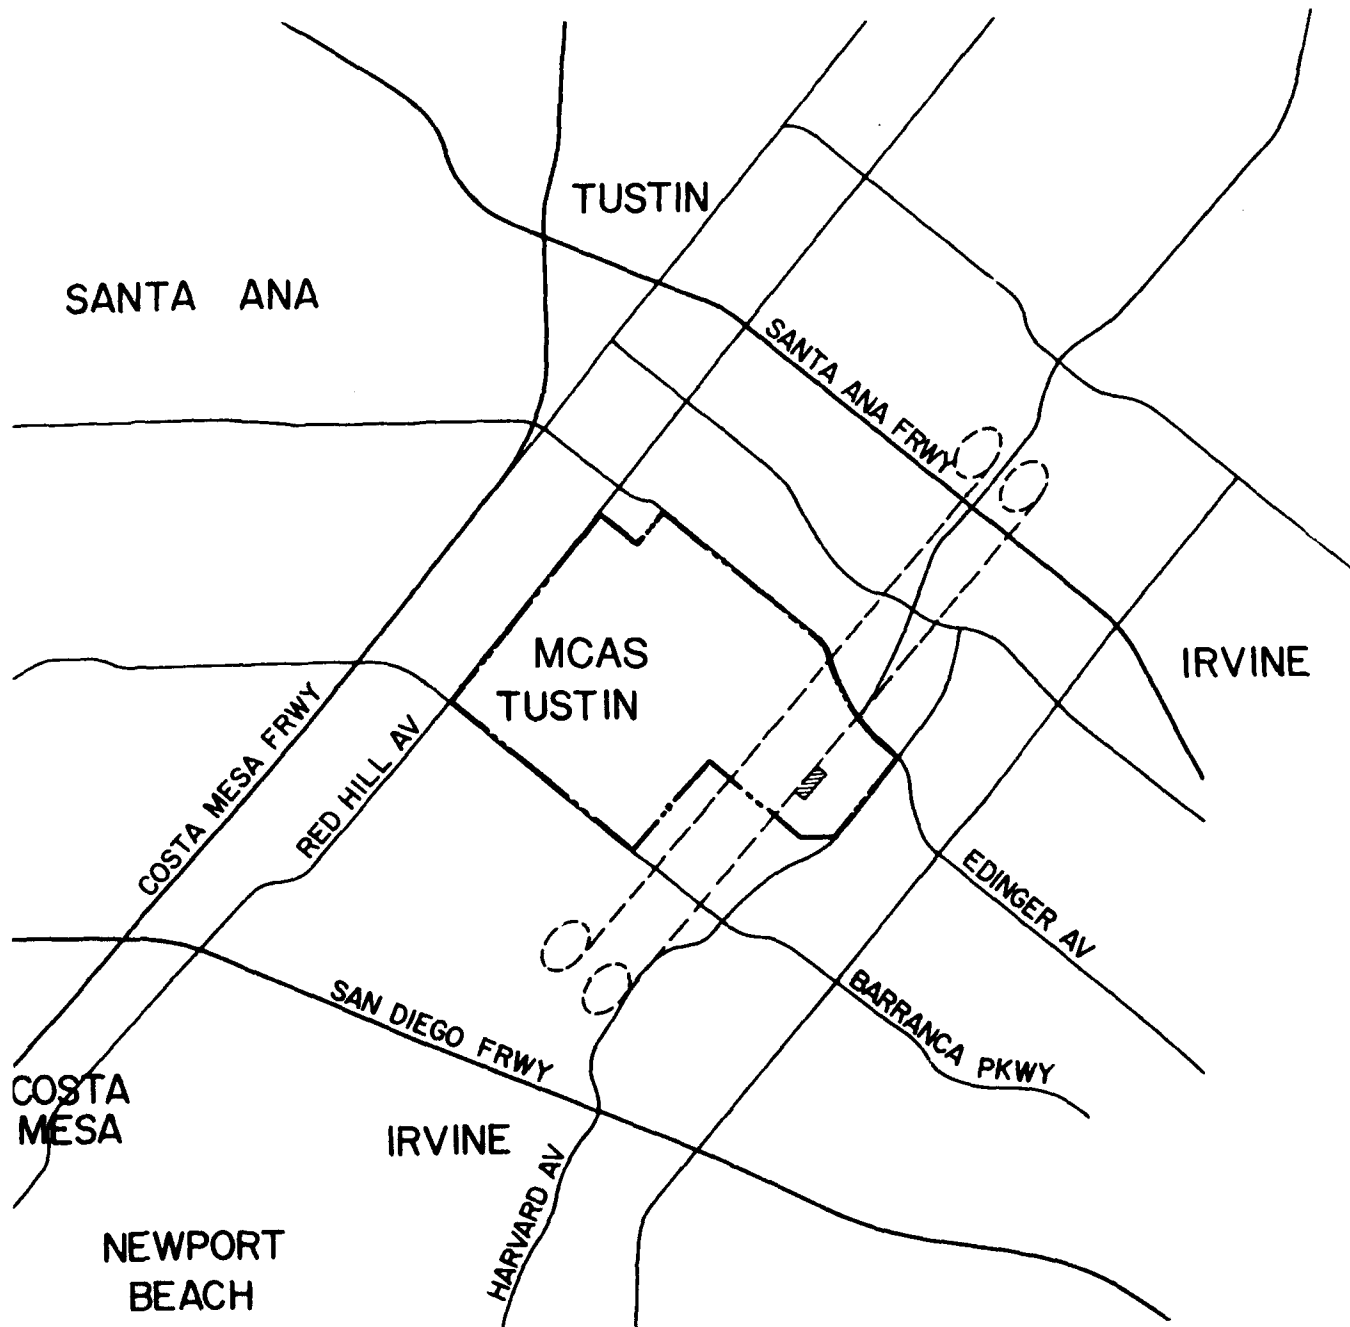 TUSTIN
SANTA ANA
SANTA ANA FRWY
MCAS
TUSTIN
IRVINE
COSTA MESA FRWY
RED HILL AV
EDINGER AV
BARRANCA PKWY
SAN DIEGO FRWY
COSTA
MESA
IRVINE
HARVARD AV
NEWPORT
BEACH